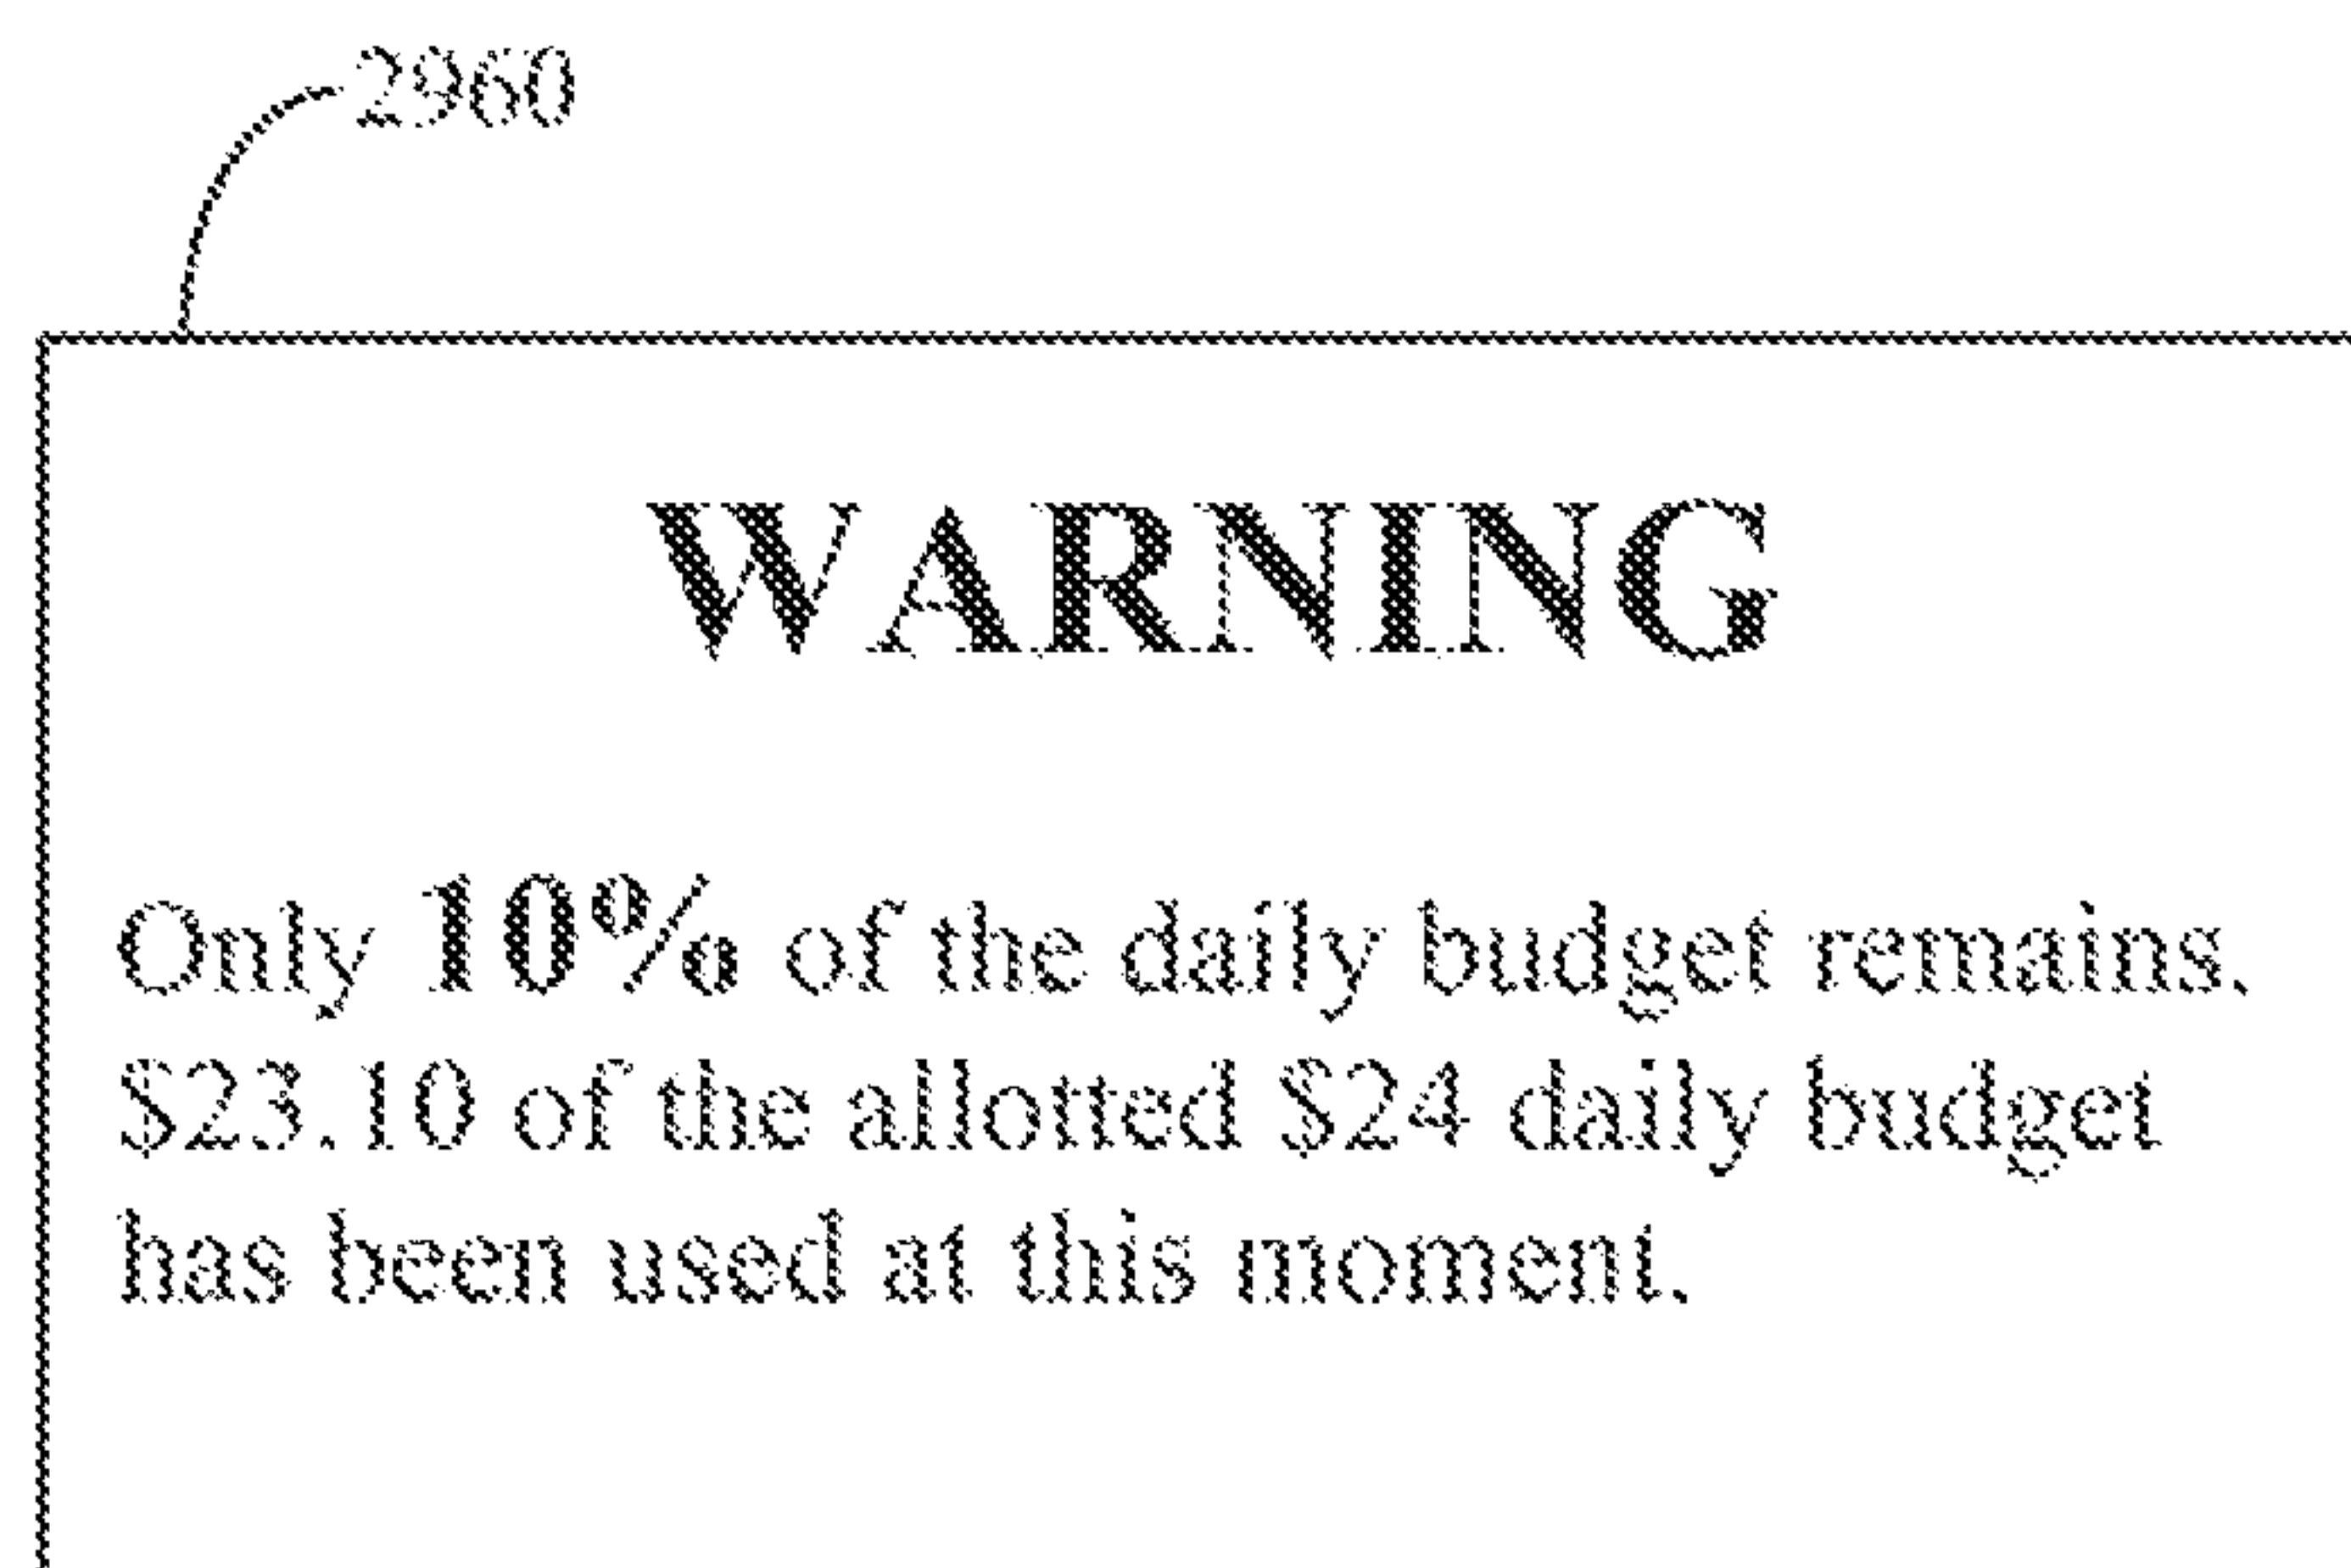 2960
WARNING
Only 10% of the daily budget remains.
$23.10 of the allotted $24 daily budget
has been used at this moment.